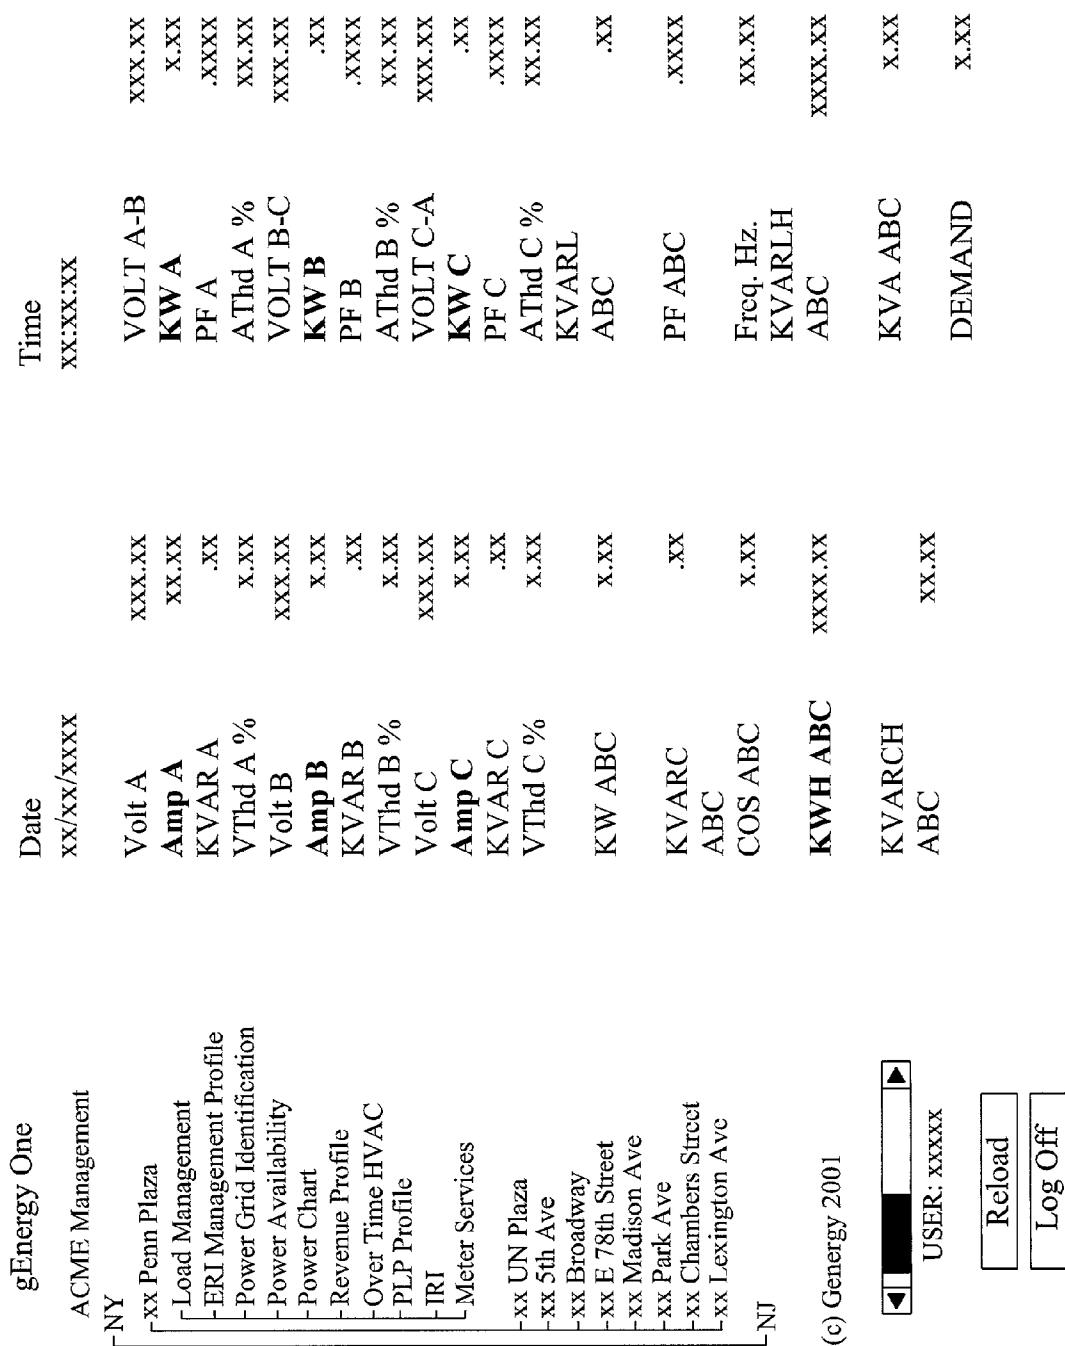 gEnergy One
ACME Management
NY
xx Penn Plaza
Load Management
ERI Management Profile
Power Grid Identification
Power Availability
Power Chart
Revenue Profile
Over Time HVAC
PLP Profile
IRI
Meter Services
xx UN Plaza
xx 5th Ave
xx Broadway
xx E 78th Street
xx Madison Ave
xx Park Ave
xx Chambers Street
xx Lexington Ave
NJ
(c) Genergy 2001
USER: xxxxx
Reload
Log Off
Date
xx/xx/xxxx
Volt A xxx.xx
Amp A xx.xx
KVAR A .xx
VThd A % x.xx
Volt B xxx.xx
Amp B x.xx
KVAR B .xx
VThd B % x.xx
Volt C xxx.xx
Amp C x.xx
KVAR C .xx
VThd C % x.xx
KW ABC x.xx
KVARC .xx
ABC
COS ABC x.xx
KWH ABC xxxx.xx
KVARCH
ABC xx.xx
Time
xx:xx:xx
VOLT A-B xxx.xx
KW A x.xx
PF A .xxxx
AThd A % xx.xx
VOLT B-C xxx.xx
KW B .xx
PF B .xxxx
AThd B % xx.xx
VOLT C-A xxx.xx
KW C .xx
PF C .xxxx
AThd C % xx.xx
KVARL
ABC .xx
PF ABC .xxxx
Freq. Hz. xx.xx
KVARLH
ABC xxxx.xx
KVA ABC x.xx
DEMAND x.xx